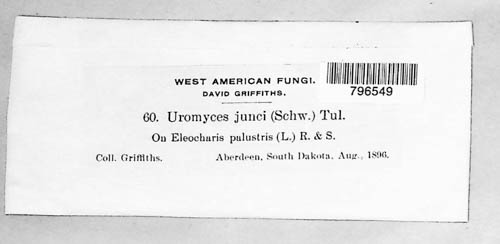 WEST AMERICAN FUNGI.
DAVID GRIFFITHS.
796549
60. Uromyces junci (Schw.) Tul.
On Eleocharis palustris (L.) R. & S.
Coll. Griffiths. Aberdeen, South Dakota, Aug., 1896.